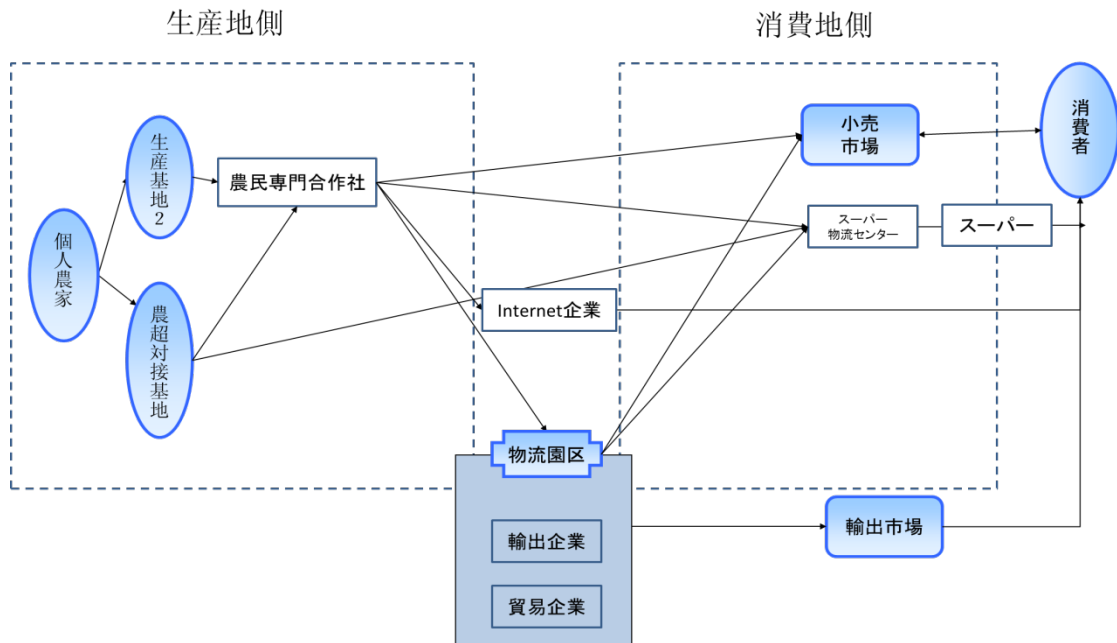 生産地側
消費地側
個人農家
生産基地2
農超対接基地
農民専門合作社
Internet企業
物流園区
輸出企業
貿易企業
小売
市場
スーパー
物流センター
スーパー
輸出市場
消費者